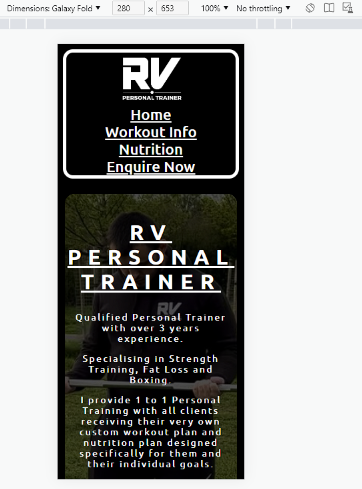 Dimensions: Galaxy Fold ▼ 280 × 653 100% ▼ No throttling ▼
RV
PERSONAL TRAINER
Home
Workout Info
Nutrition
Enquire Now
RV
PERSONAL
TRAINER
RV
Qualified Personal Trainer
with over 3 years
experience.
Specialising in Strength
Training, Fat Loss and
Boxing.
I provide 1 to 1 Personal
Training with all clients
receiving their very own
custom workout plan and
nutrition plan designed
specifically for them and
their individual goals.